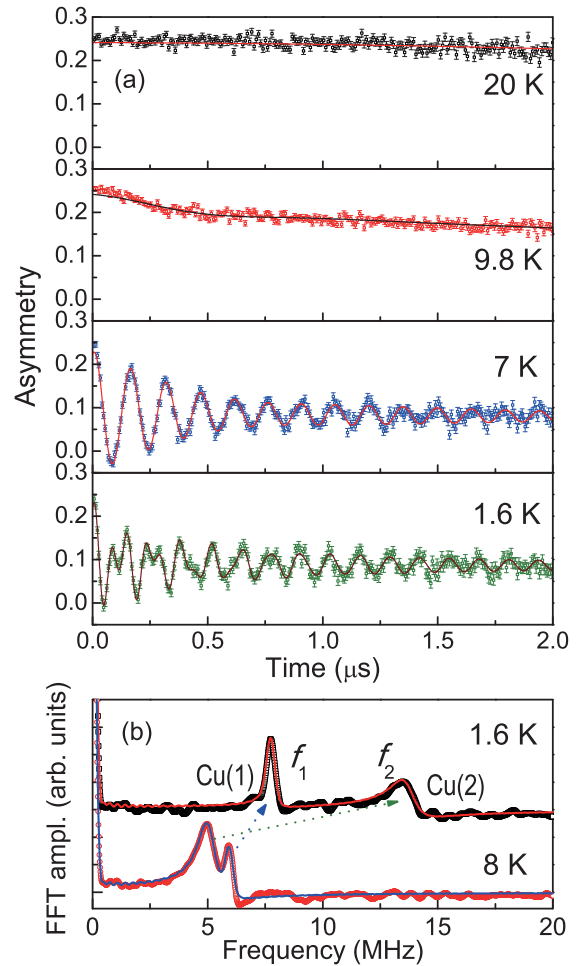 0.3
0.2
(a)
0.1
20 K
0.0
0.3
0.2
0.1
9.8 K
0.0
Asymmetry
0.3
7 K
0.2
0.1
0.0
0.3
1.6 K
0.2
0.1
0.0
0.0 0.5 1.0 1.5 2.0
Time (μs)
(b)
1.6 K
Cu(1) f1 f2 Cu(2)
8 K
FFT ampl. (arb. units)
0 5 10 15 20
Frequency (MHz)